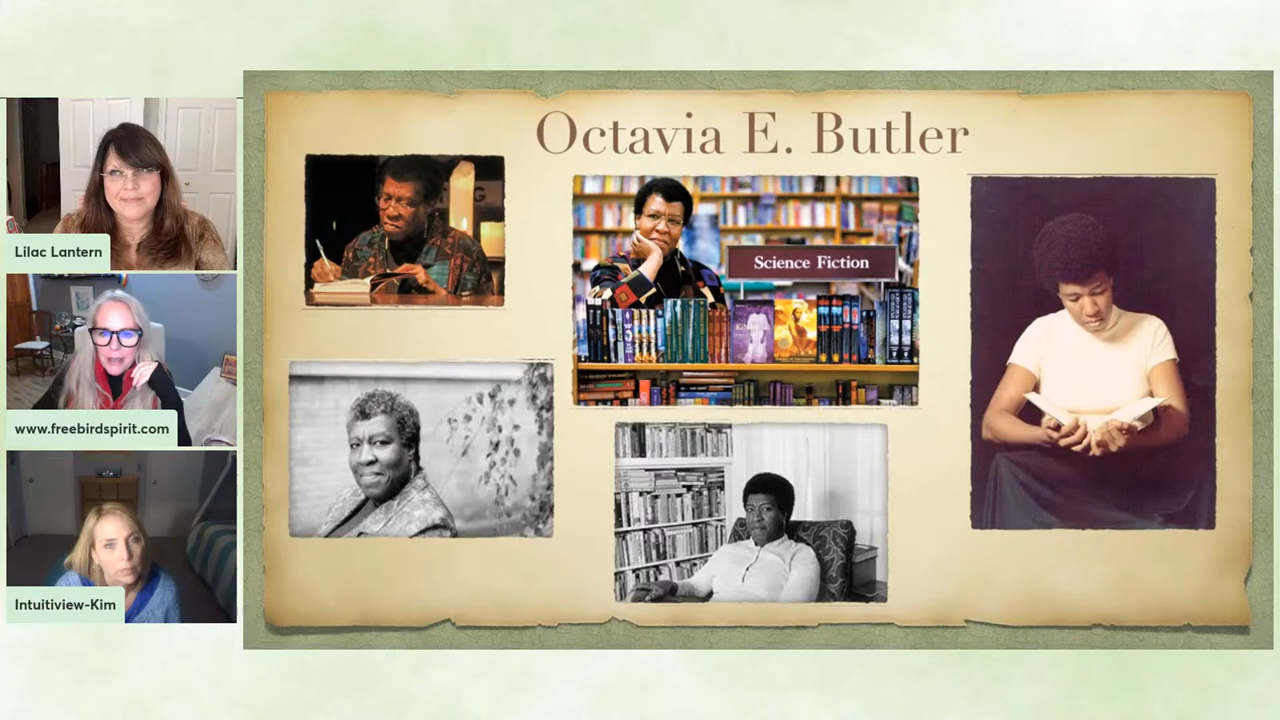 Octavia E. Butler
Science Fiction
Lilac Lantern
www.freebirdspirit.com
Intuitiview-Kim